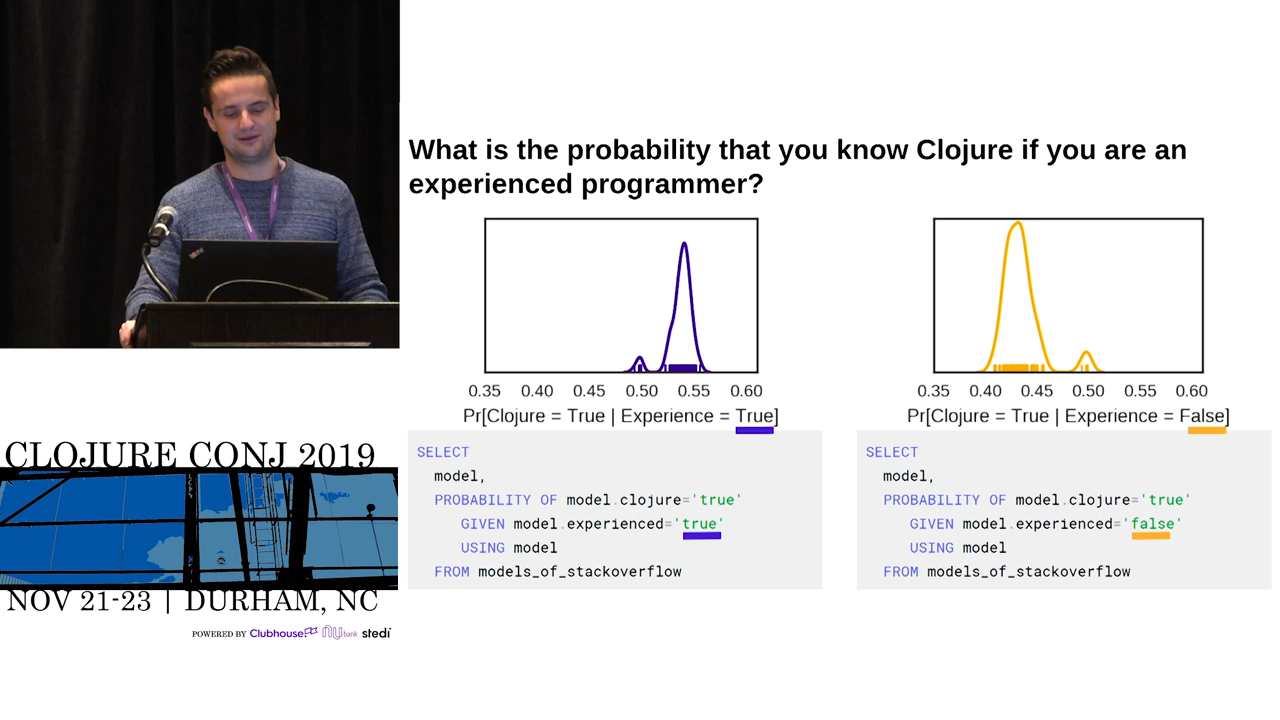 What is the probability that you know Clojure if you are an
experienced programmer?
0.35 0.40 0.45 0.50 0.55 0.60
Pr[Clojure = True | Experience = True]
SELECT
model,
PROBABILITY OF model.clojure='true'
GIVEN model.experienced='true'
USING model
FROM models_of_stackoverflow
0.35 0.40 0.45 0.50 0.55 0.60
Pr[Clojure = True | Experience = False]
SELECT
model,
PROBABILITY OF model.clojure='true'
GIVEN model.experienced='false'
USING model
FROM models_of_stackoverflow
CLOJURE CONJ 2019
NOV 21-23 | DURHAM, NC
POWERED BY Clubhouse nu bank stedi